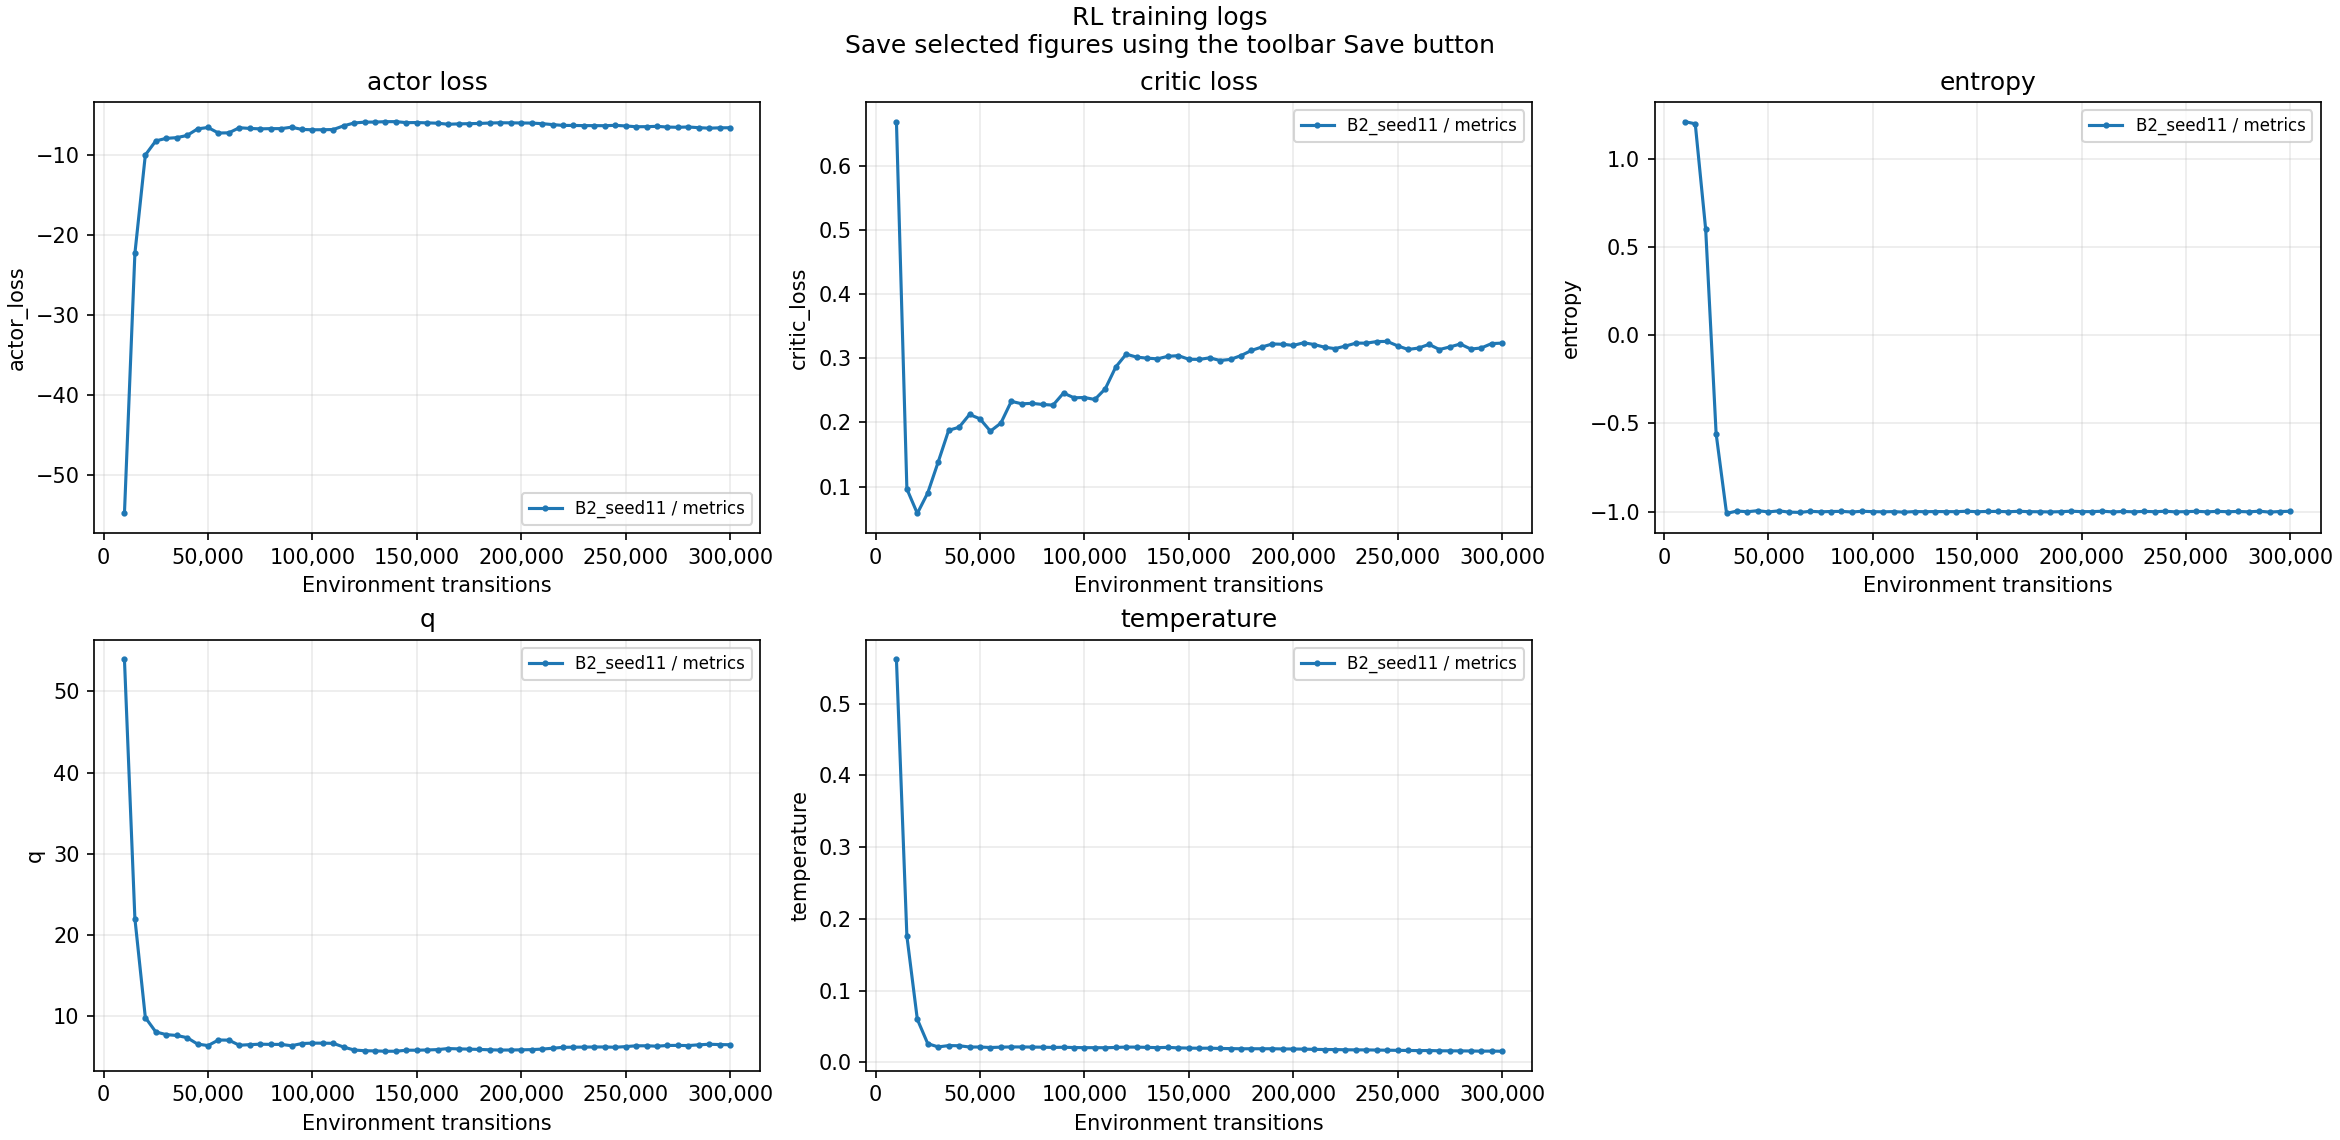 RL training logs
Save selected figures using the toolbar Save button
actor loss
actor_loss
−10
−20
−30
−40
−50
B2_seed11 / metrics
0
50,000
100,000
150,000
200,000
250,000
300,000
Environment transitions
critic loss
critic_loss
0.6
0.5
0.4
0.3
0.2
0.1
B2_seed11 / metrics
0
50,000
100,000
150,000
200,000
250,000
300,000
Environment transitions
entropy
entropy
1.0
0.5
0.0
−0.5
−1.0
B2_seed11 / metrics
0
50,000
100,000
150,000
200,000
250,000
300,000
Environment transitions
q
q
50
40
30
20
10
B2_seed11 / metrics
0
50,000
100,000
150,000
200,000
250,000
300,000
Environment transitions
temperature
temperature
0.5
0.4
0.3
0.2
0.1
0.0
B2_seed11 / metrics
0
50,000
100,000
150,000
200,000
250,000
300,000
Environment transitions